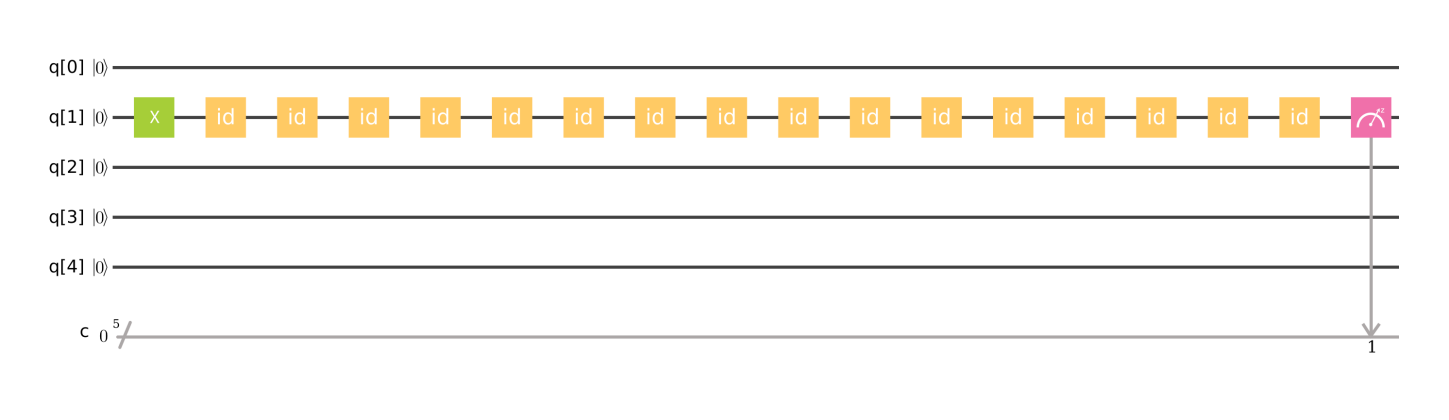 q[0] |0⟩
q[1] |0⟩ X id id id id id id id id id id id id id id id id z
q[2] |0⟩
q[3] |0⟩
q[4] |0⟩
5
c 0
1